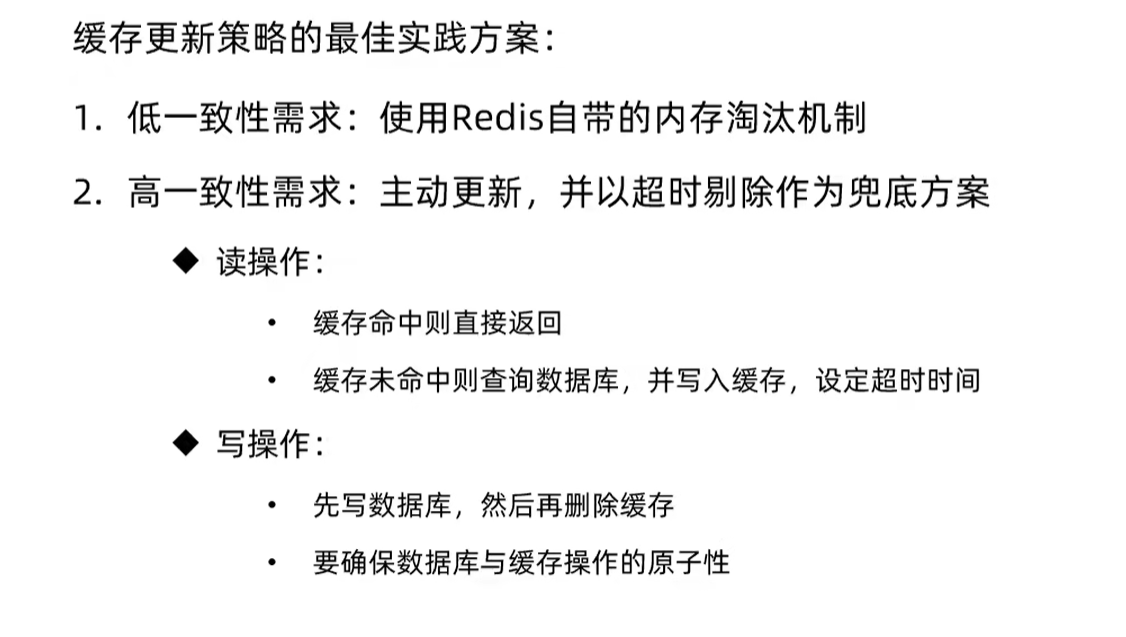 缓存更新策略的最佳实践方案：
1. 低一致性需求：使用Redis自带的内存淘汰机制
2. 高一致性需求：主动更新，并以超时剔除作为兜底方案
◆ 读操作：
• 缓存命中则直接返回
• 缓存未命中则查询数据库，并写入缓存，设定超时时间
◆ 写操作：
• 先写数据库，然后再删除缓存
• 要确保数据库与缓存操作的原子性